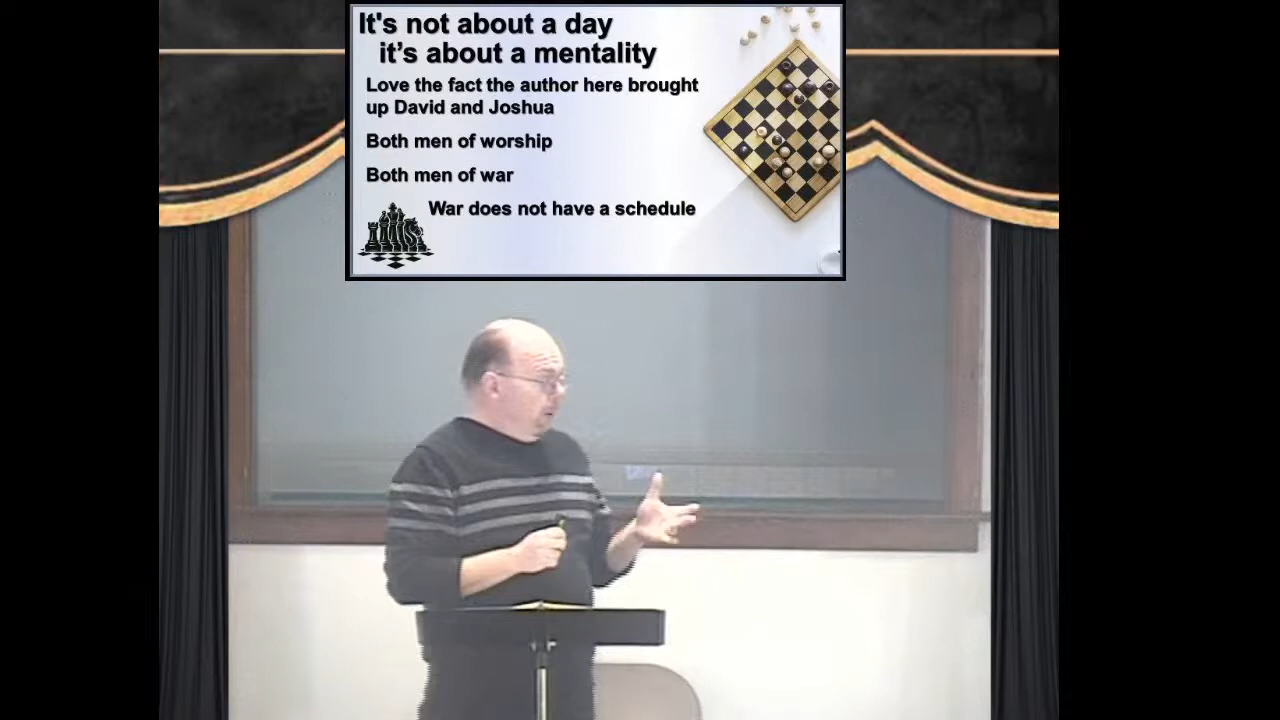 It's not about a day
it’s about a mentality
Love the fact the author here brought
up David and Joshua
Both men of worship
Both men of war
War does not have a schedule